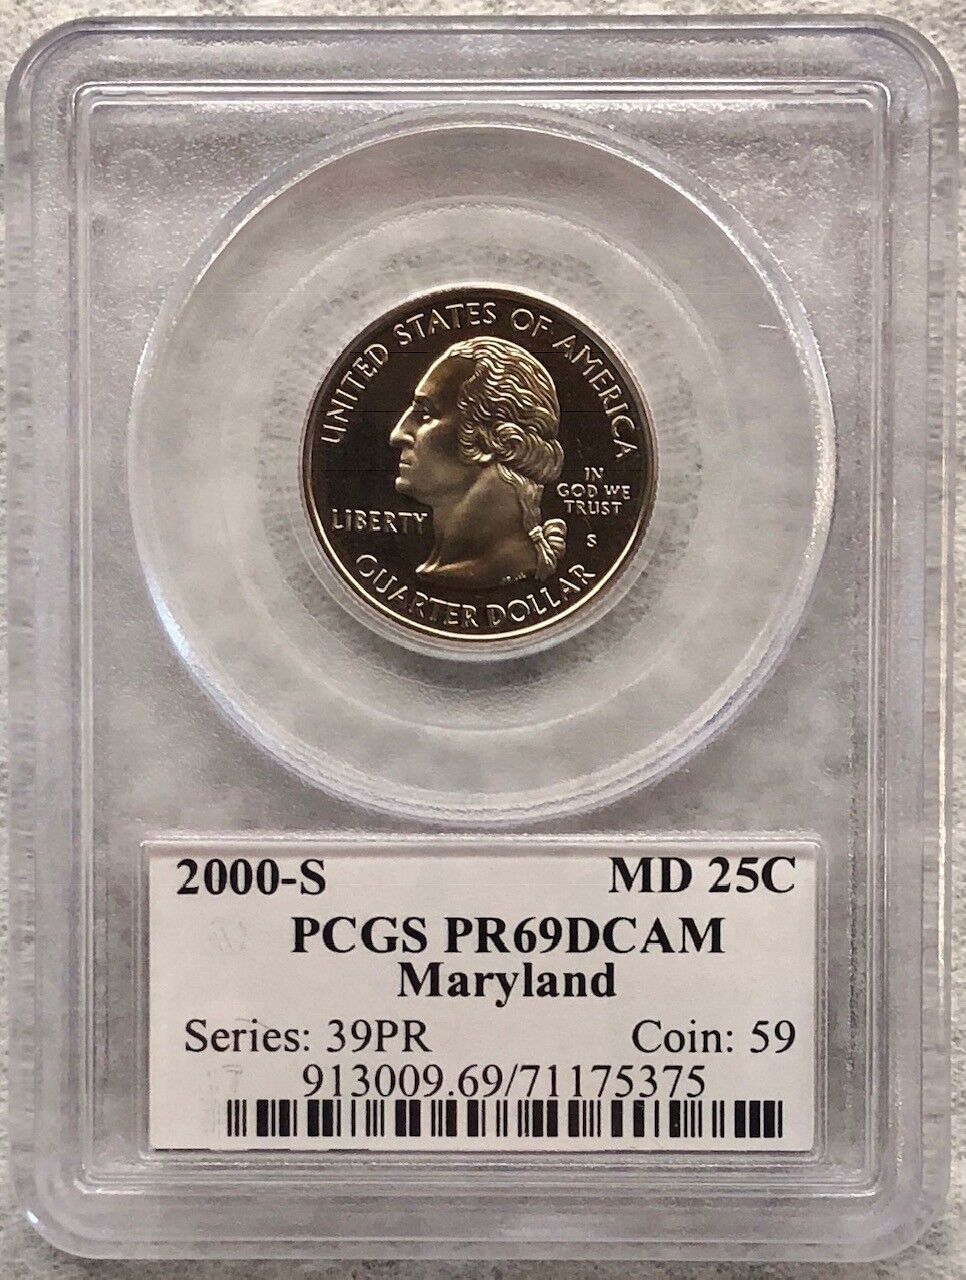 UNITED STATES OF AMERICA
IN
GOD WE
TRUST
LIBERTY
S
QUARTER DOLLAR
2000-S MD 25C
PCGS PR69DCAM
Maryland
Series: 39PR Coin: 59
913009.69/71175375